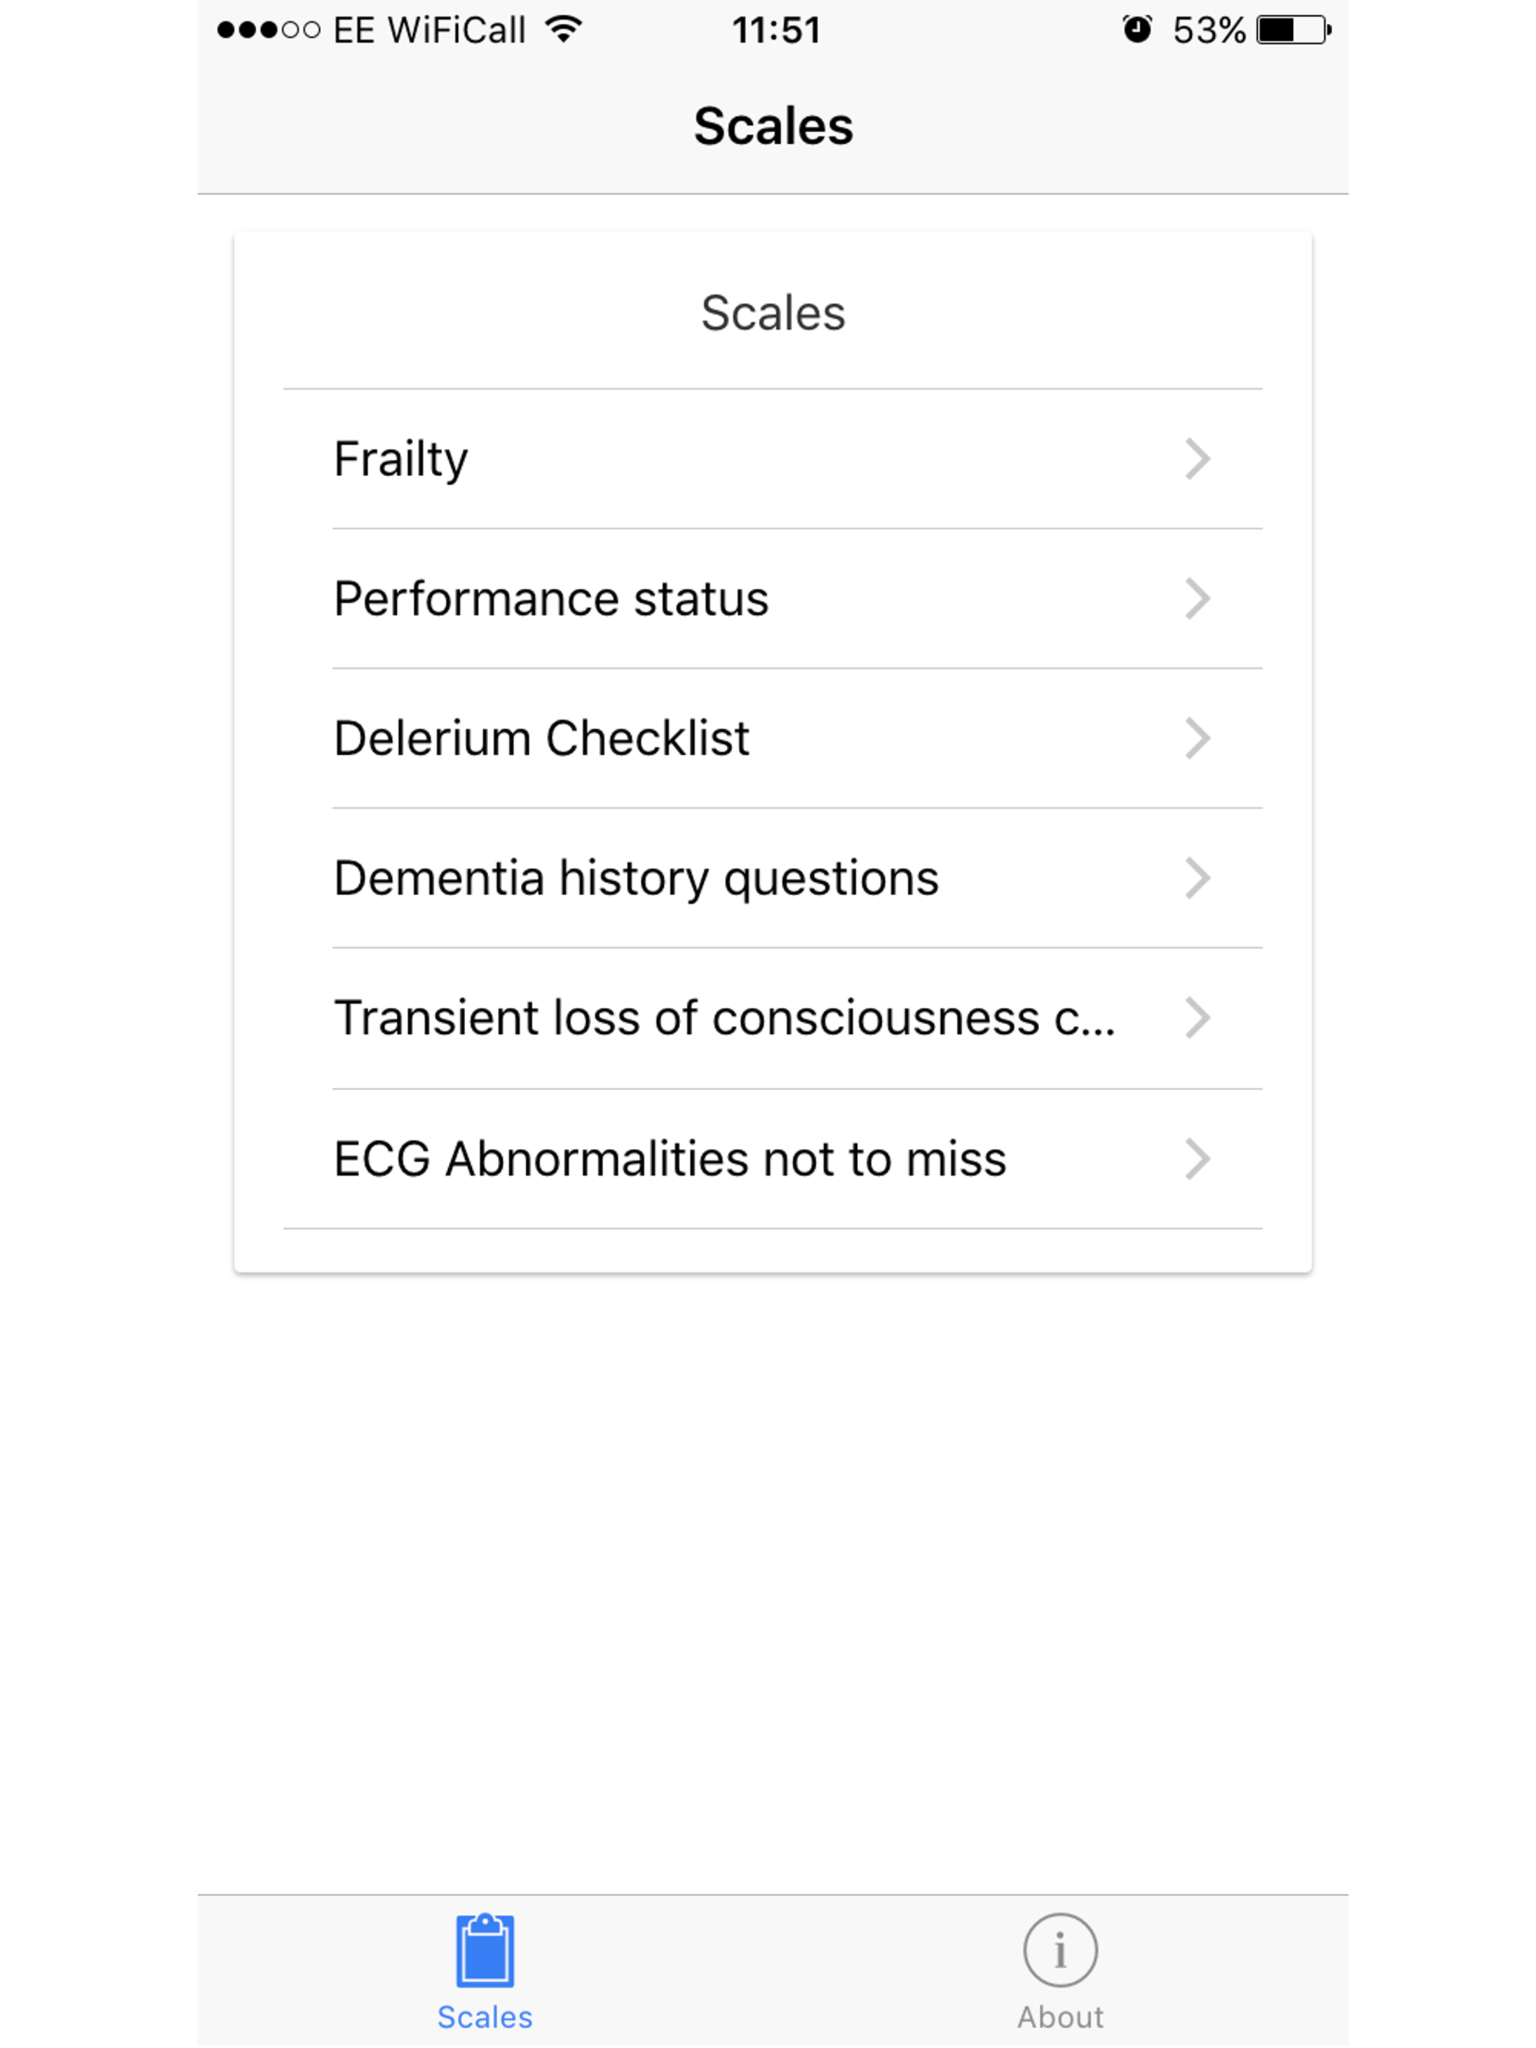 EE WiFiCall 11:51 53%
Scales
Scales
Frailty
Performance status
Delerium Checklist
Dementia history questions
Transient loss of consciousness c...
ECG Abnormalities not to miss
i
Scales About